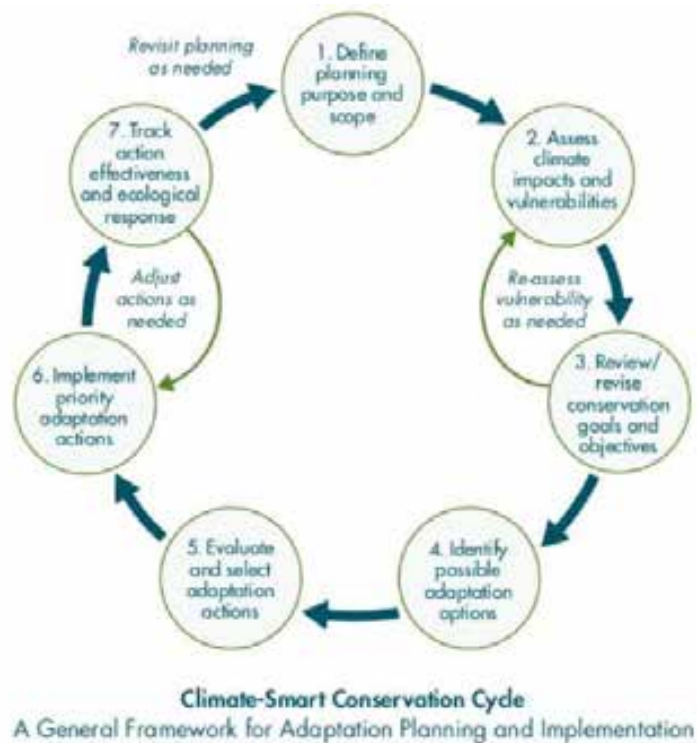 Revisit planning
as needed
1. Define
planning
purpose and
scope
2. Assess
climate
impacts and
vulnerabilities
Re-assess
vulnerability
as needed
3. Review/
revise
conservation
goals and
objectives
4. Identify
possible
adaptation
options
5. Evaluate
and select
adaptation
actions
6. Implement
priority
adaptation
actions
7. Track
action
effectiveness
and ecological
response
Adjust
actions as
needed
Climate-Smart Conservation Cycle
A General Framework for Adaptation Planning and Implementation